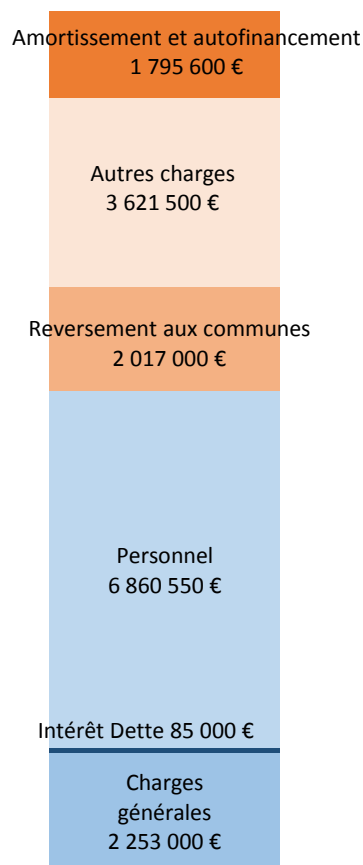 Amortissement et autofinancement
1 795 600 €
Autres charges
3 621 500 €
Reversement aux communes
2 017 000 €
Personnel
6 860 550 €
Intérêt Dette 85 000 €
Charges
générales
2 253 000 €